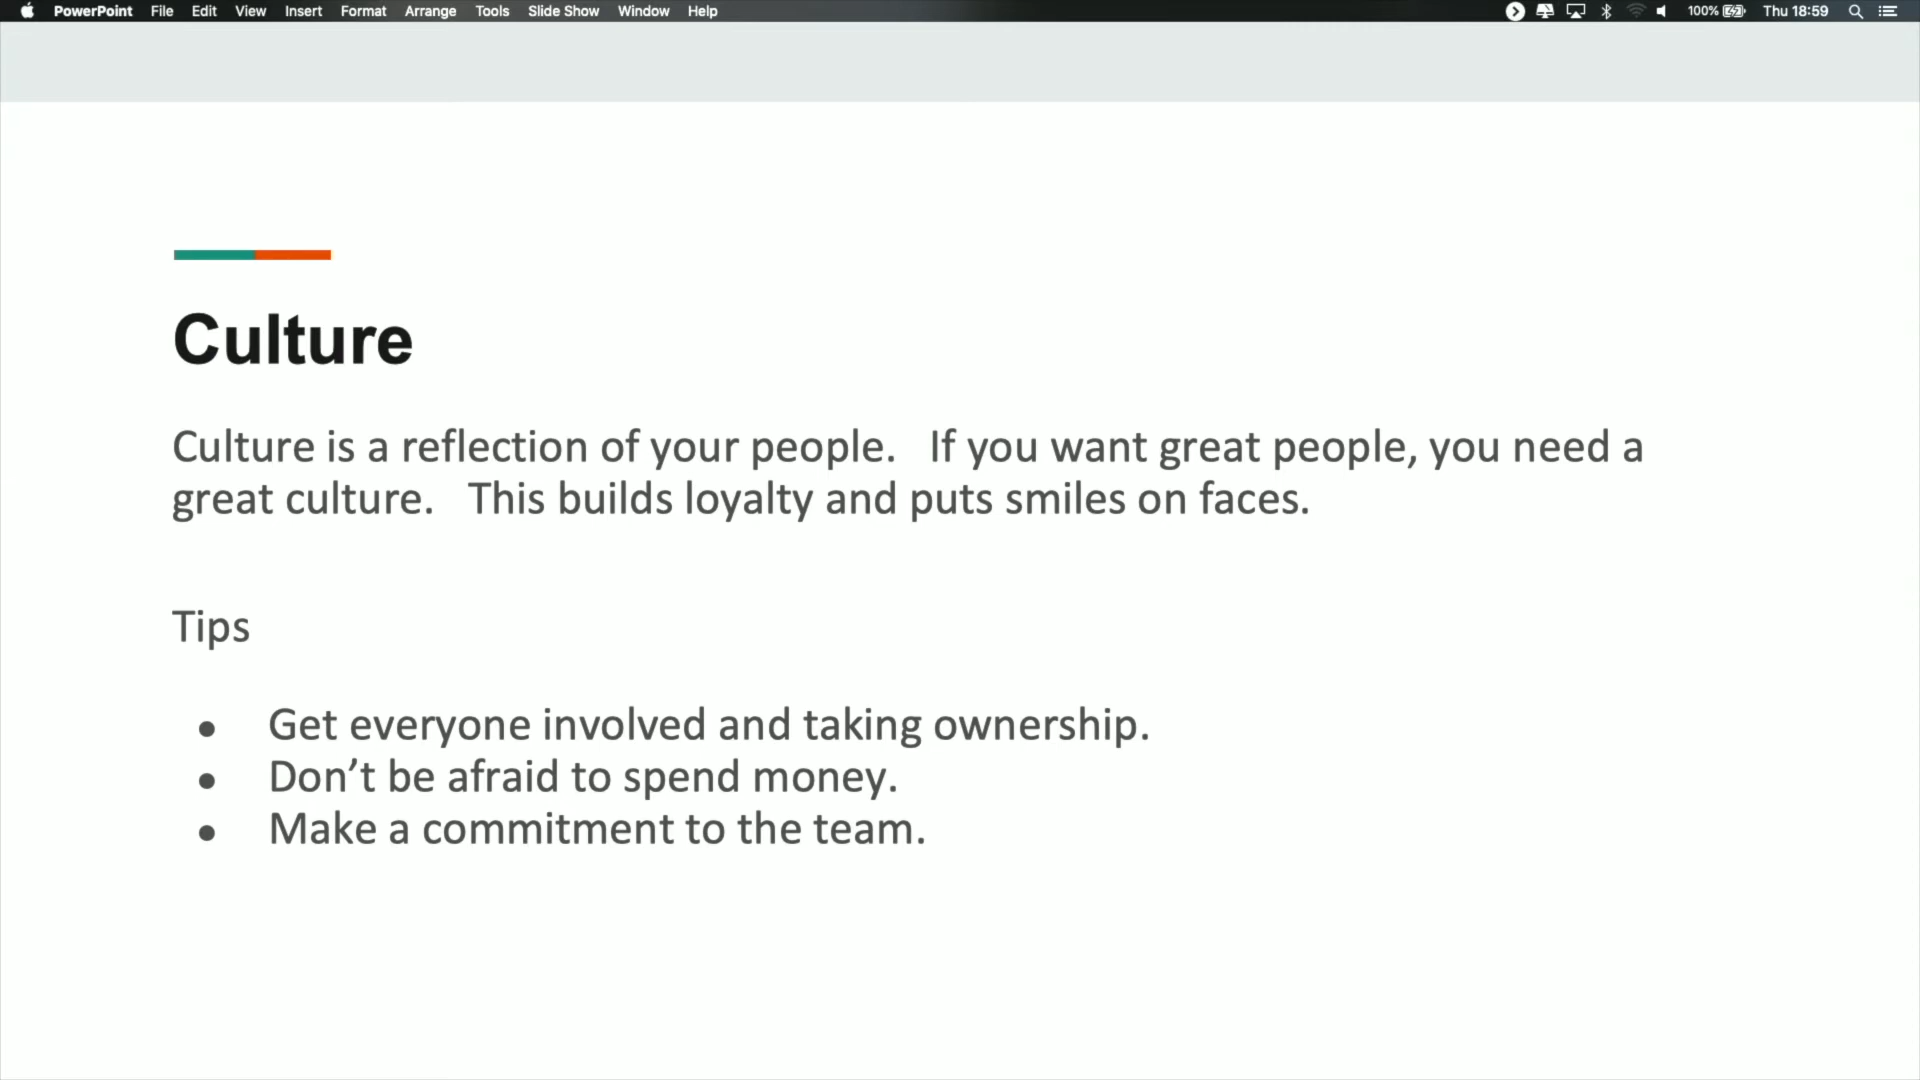 PowerPoint File Edit View Insert Format Arrange Tools Slide Show Window Help 100% Thu 18:59
Culture
Culture is a reflection of your people. If you want great people, you need a
great culture. This builds loyalty and puts smiles on faces.
Tips
● Get everyone involved and taking ownership.
● Don’t be afraid to spend money.
● Make a commitment to the team.